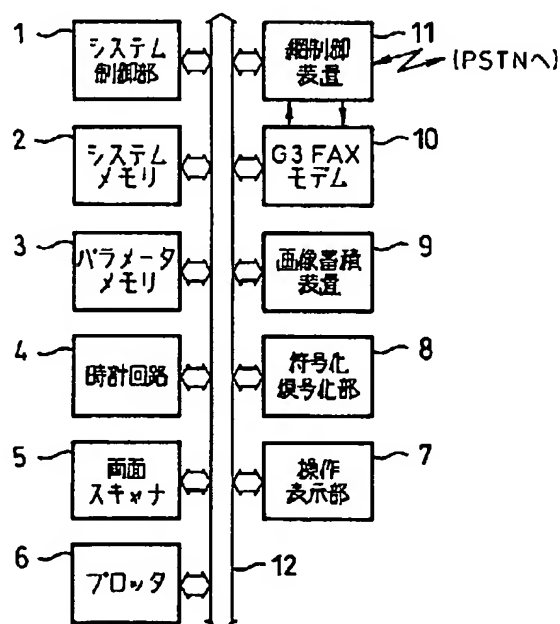 1
システム
制御部
2
システム
メモリ
3
パラメータ
メモリ
4
時計回路
5
両面
スキャナ
6
プロッタ
11
網制御
装置
(PSTNへ)
10
G3 FAX
モデム
9
画像蓄積
装置
8
符号化
復号化部
7
操作
表示部
12